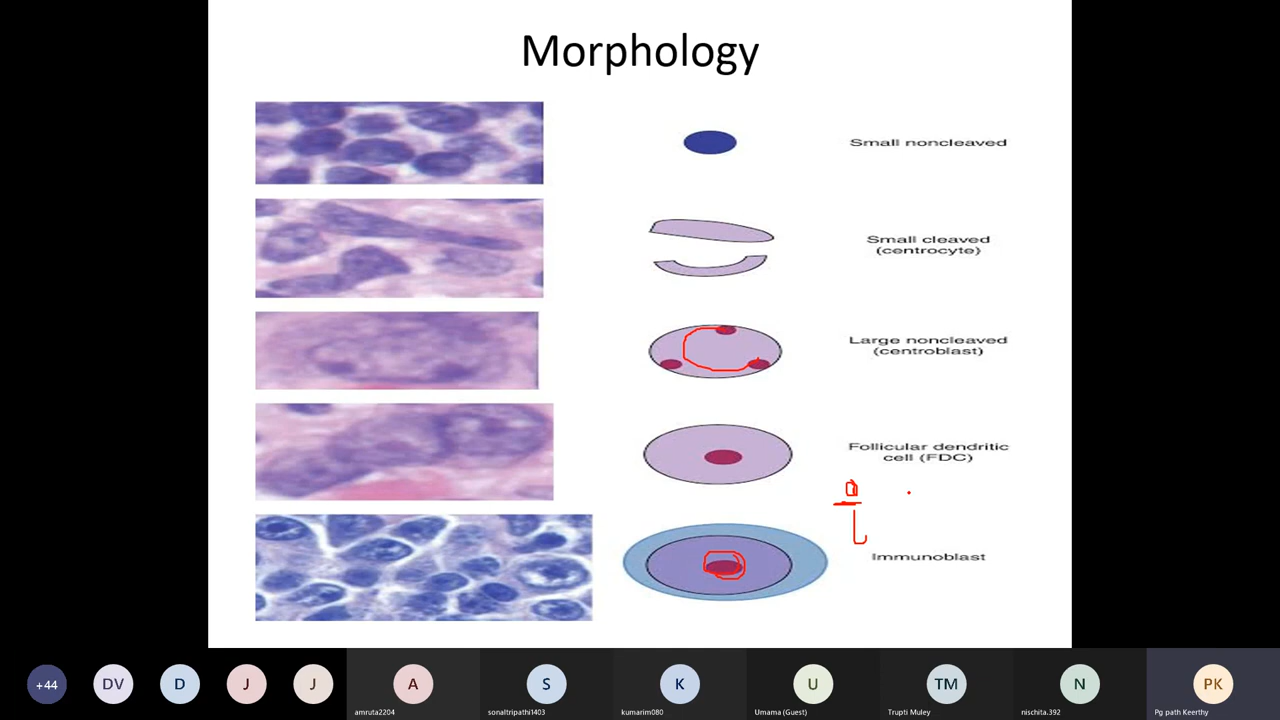 Morphology
Small noncleaved
Small cleaved
(centrocyte)
Large noncleaved
(centroblast)
Follicular dendritic
cell (FDC)
Immunoblast
+44
DV
D
J
J
A
S
K
U
TM
N
PK
amruta2204
sonaltripathi1403
kumarim080
Umama (Guest)
Trupti Muley
nischita.392
Pg path Keerthy